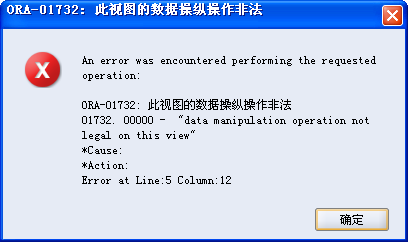 ORA-01732: 此视图的数据操纵操作非法
An error was encountered performing the requested
operation:
ORA-01732: 此视图的数据操纵操作非法
01732. 00000 -  "data manipulation operation not
legal on this view"
*Cause:
*Action:
Error at Line:5 Column:12
确定